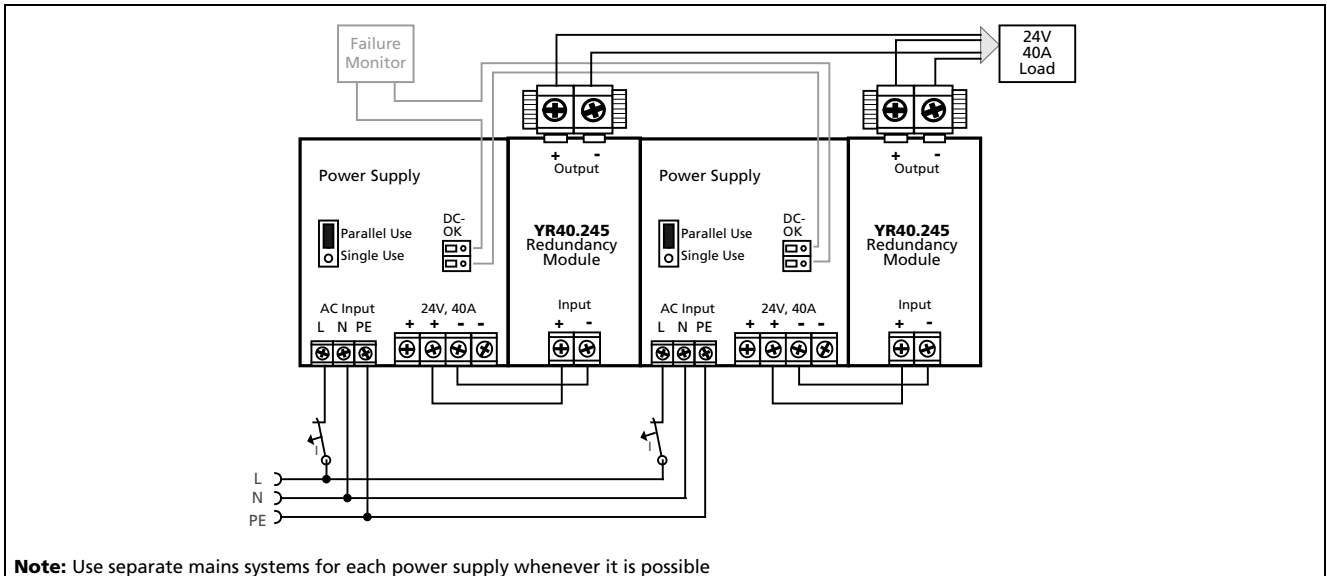 Failure
Monitor
24V
40A
Load
Power Supply
Parallel Use
Single Use
DC-
OK
AC Input
L N PE
24V, 40A
+ + - -
+ -
Output
YR40.245
Redundancy
Module
Input
+ -
Power Supply
Parallel Use
Single Use
DC-
OK
AC Input
L N PE
24V, 40A
+ + - -
+ -
Output
YR40.245
Redundancy
Module
Input
+ -
I
I
L
N
PE
Note: Use separate mains systems for each power supply whenever it is possible